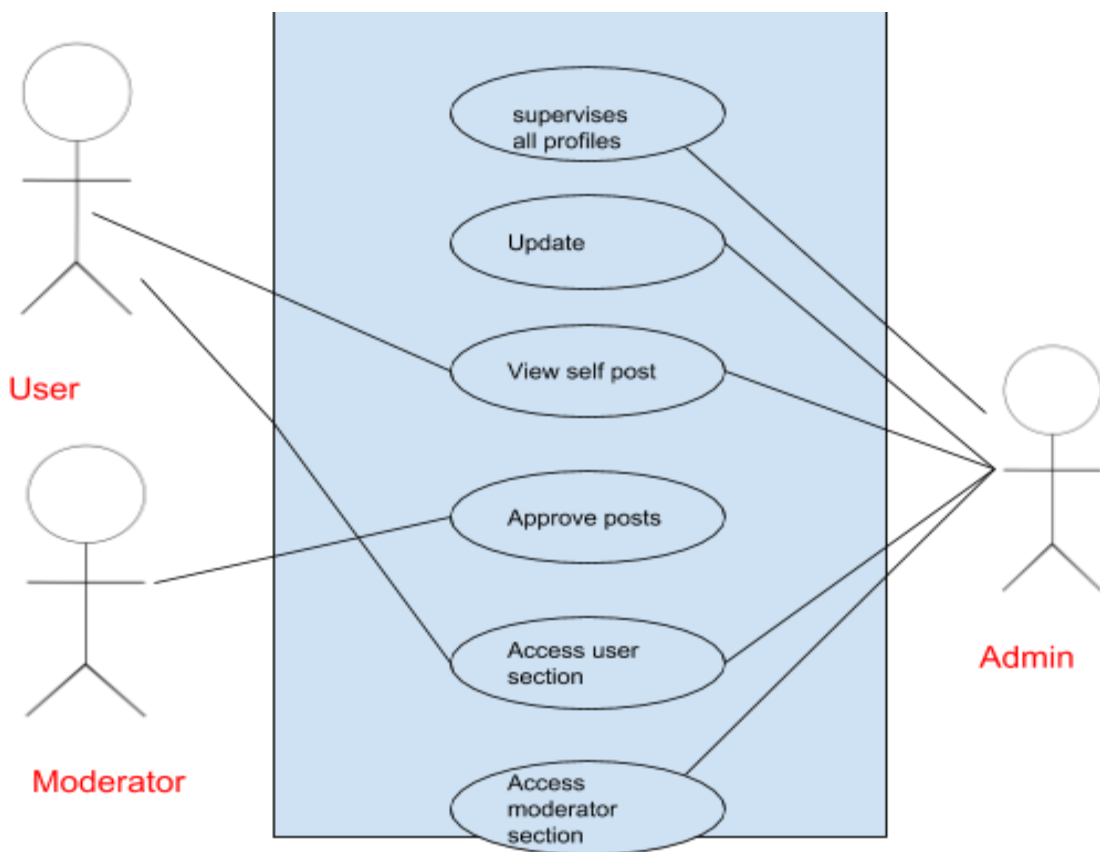 supervises
all profiles
Update
View self post
User
Approve posts
Access user
section
Admin
Moderator
Access
moderator
section